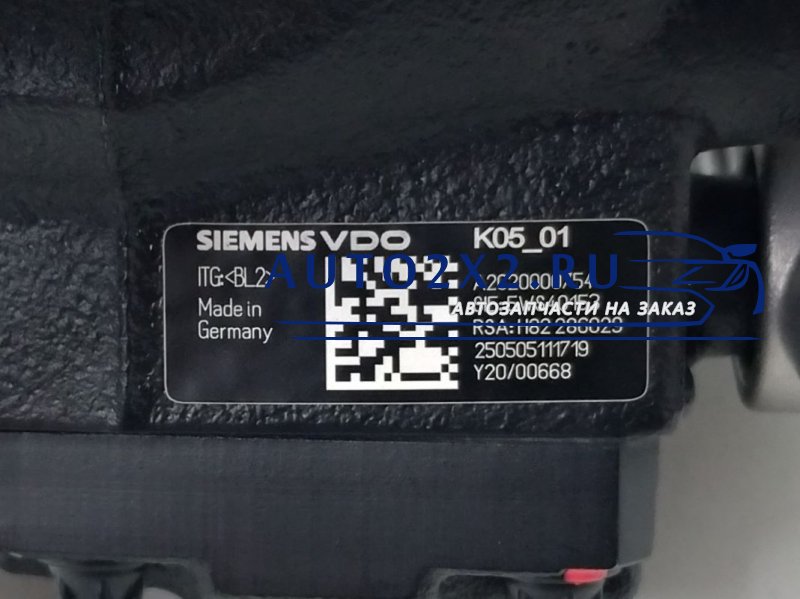 SIEMENS VDO K05_01
ITG:<BL2>
AUTO2X2.RU
АВТОЗАПЧАСТИ НА ЗАКАЗ
Made in
Germany
250505111719
Y20/00668